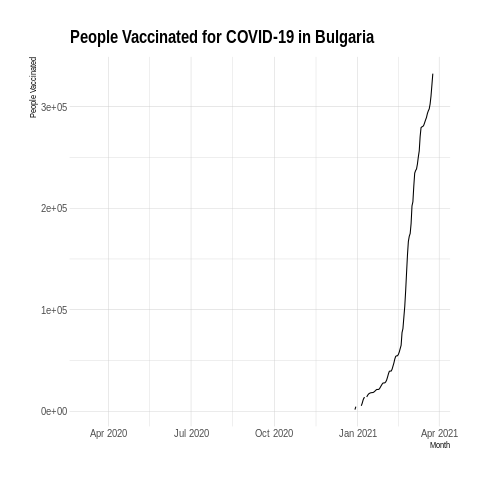 People Vaccinated for COVID-19 in Bulgaria
People Vaccinated
3e+05
2e+05
1e+05
0e+00
Apr 2020 Jul 2020 Oct 2020 Jan 2021 Apr 2021
Month